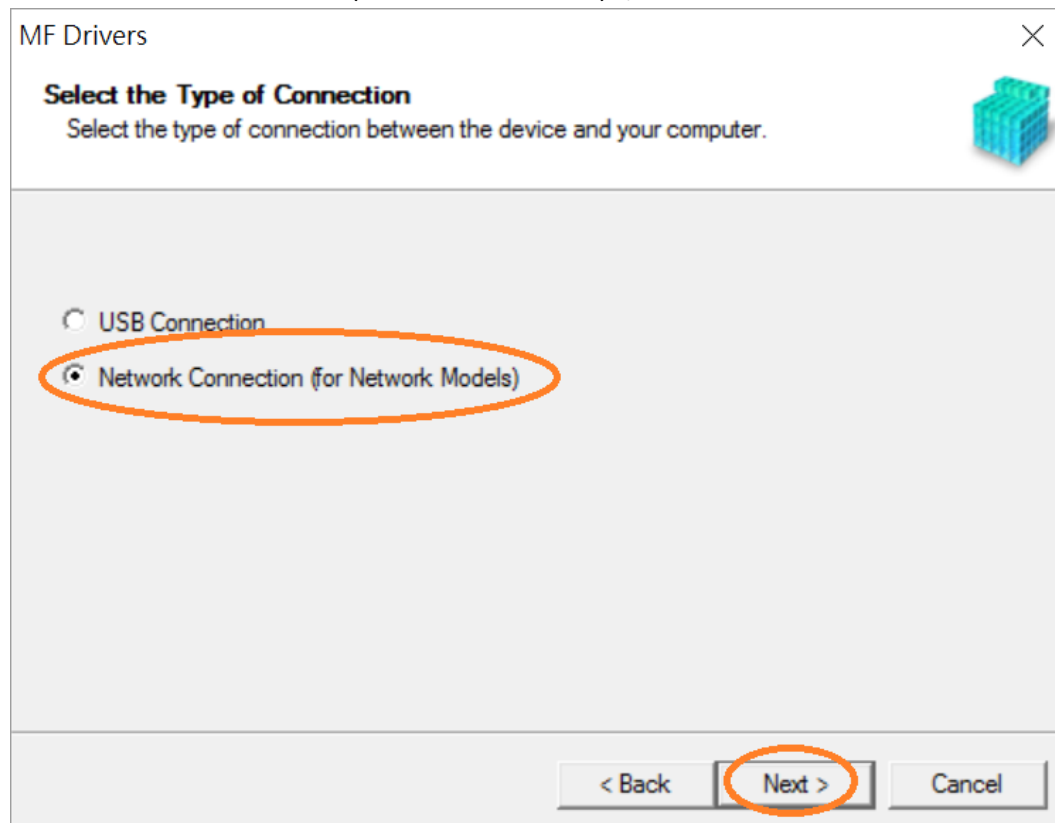 MF Drivers
Select the Type of Connection
Select the type of connection between the device and your computer.
USB Connection
Network Connection (for Network Models)
< Back
Next >
Cancel